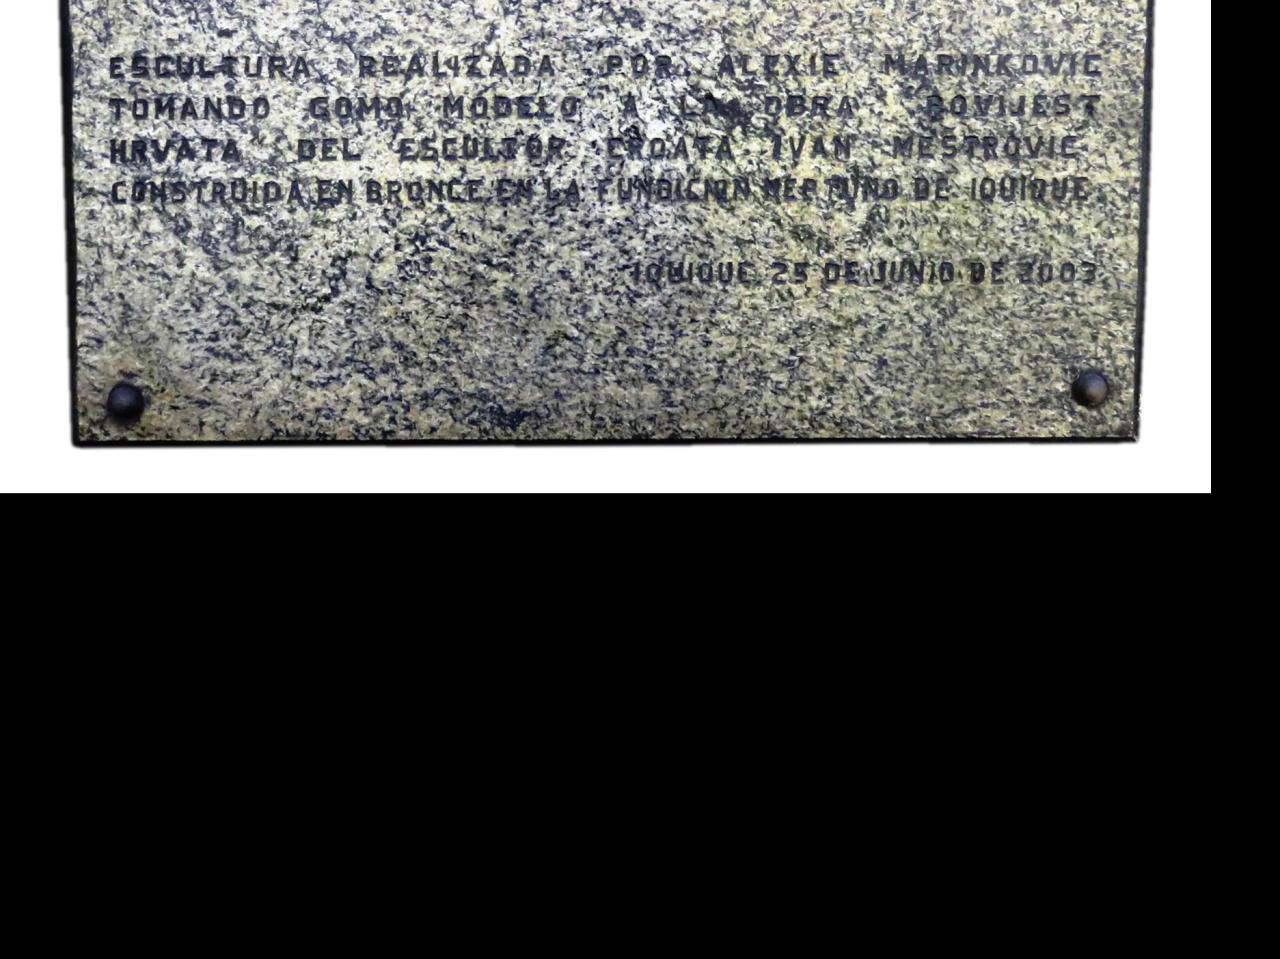 ESCULTURA REALIZADA POR ALEXIE MARINKOVIC
TOMANDO COMO MODELO A LA OBRA POVIJEST
HRVATA DEL ESCULTOR CROATA IVAN MESTROVIC
CONSTRUIDA EN BRONCE EN LA FUNDICION NEPTUNO DE IQUIQUE
IQUIQUE 25 DE JUNIO DE 2003